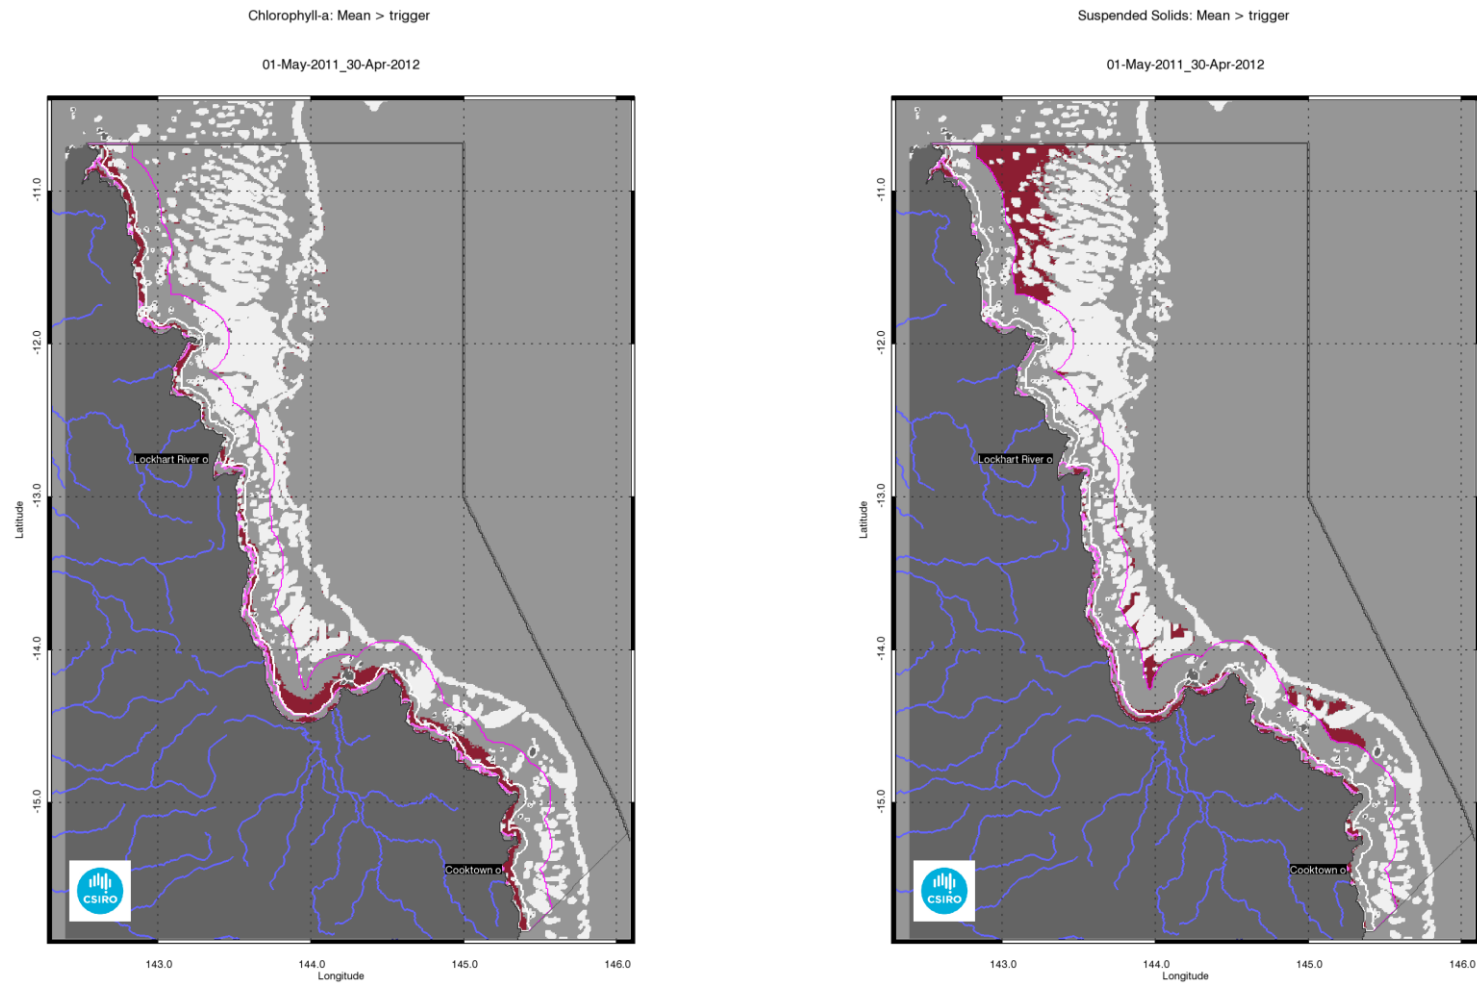 Chlorophyll-a: Mean > trigger
01-May-2011_30-Apr-2012
-11.0
-12.0
-13.0
-14.0
-15.0
Latitude
Lockhart River o
Cooktown o
CSIRO
143.0
144.0
145.0
146.0
Longitude
Suspended Solids: Mean > trigger
01-May-2011_30-Apr-2012
-11.0
-12.0
-13.0
-14.0
-15.0
Latitude
Lockhart River o
Cooktown o
CSIRO
143.0
144.0
145.0
146.0
Longitude